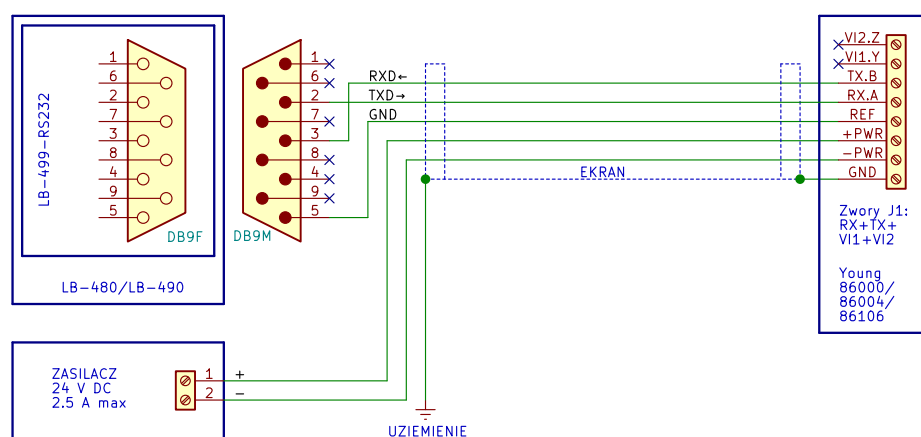 LB-499-RS232
1
6
2
7
3
8
4
9
5
DB9F
LB-480/LB-490
1
6
2
7
3
8
4
9
5
DB9M
RXD←
TXD→
GND
EKRAN
VI2.Z
VI1.Y
TX.B
RX.A
REF
+PWR
-PWR
GND
Zwory J1:
RX+TX+
VI1+VI2
Young
86000/
86004/
86106
ZASILACZ
24 V DC
2.5 A max
1 +
2 -
UZIEMIENIE